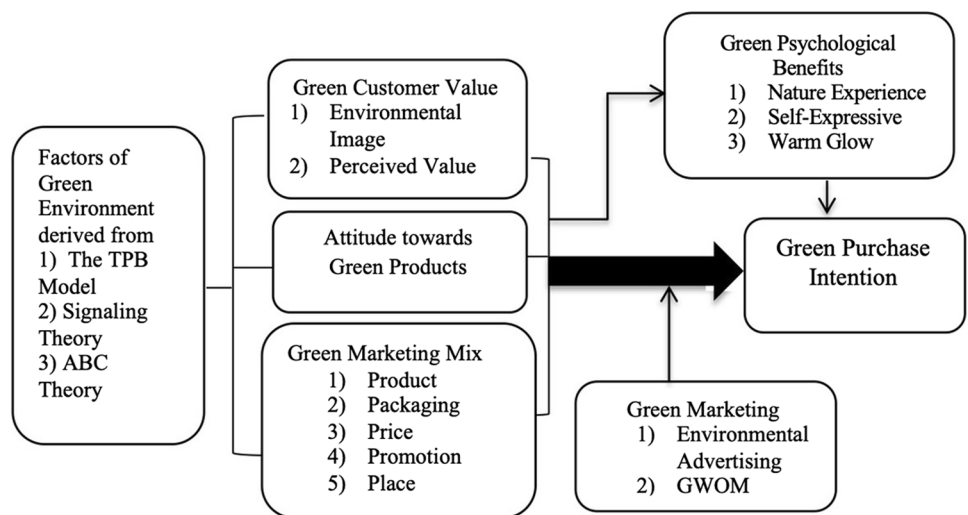 Factors of
Green
Environment
derived from
1) The TPB
Model
2) Signaling
Theory
3) ABC
Theory
Green Customer Value
1) Environmental
Image
2) Perceived Value
Attitude towards
Green Products
Green Marketing Mix
1) Product
2) Packaging
3) Price
4) Promotion
5) Place
Green Psychological
Benefits
1) Nature Experience
2) Self-Expressive
3) Warm Glow
Green Purchase
Intention
Green Marketing
1) Environmental
Advertising
2) GWOM